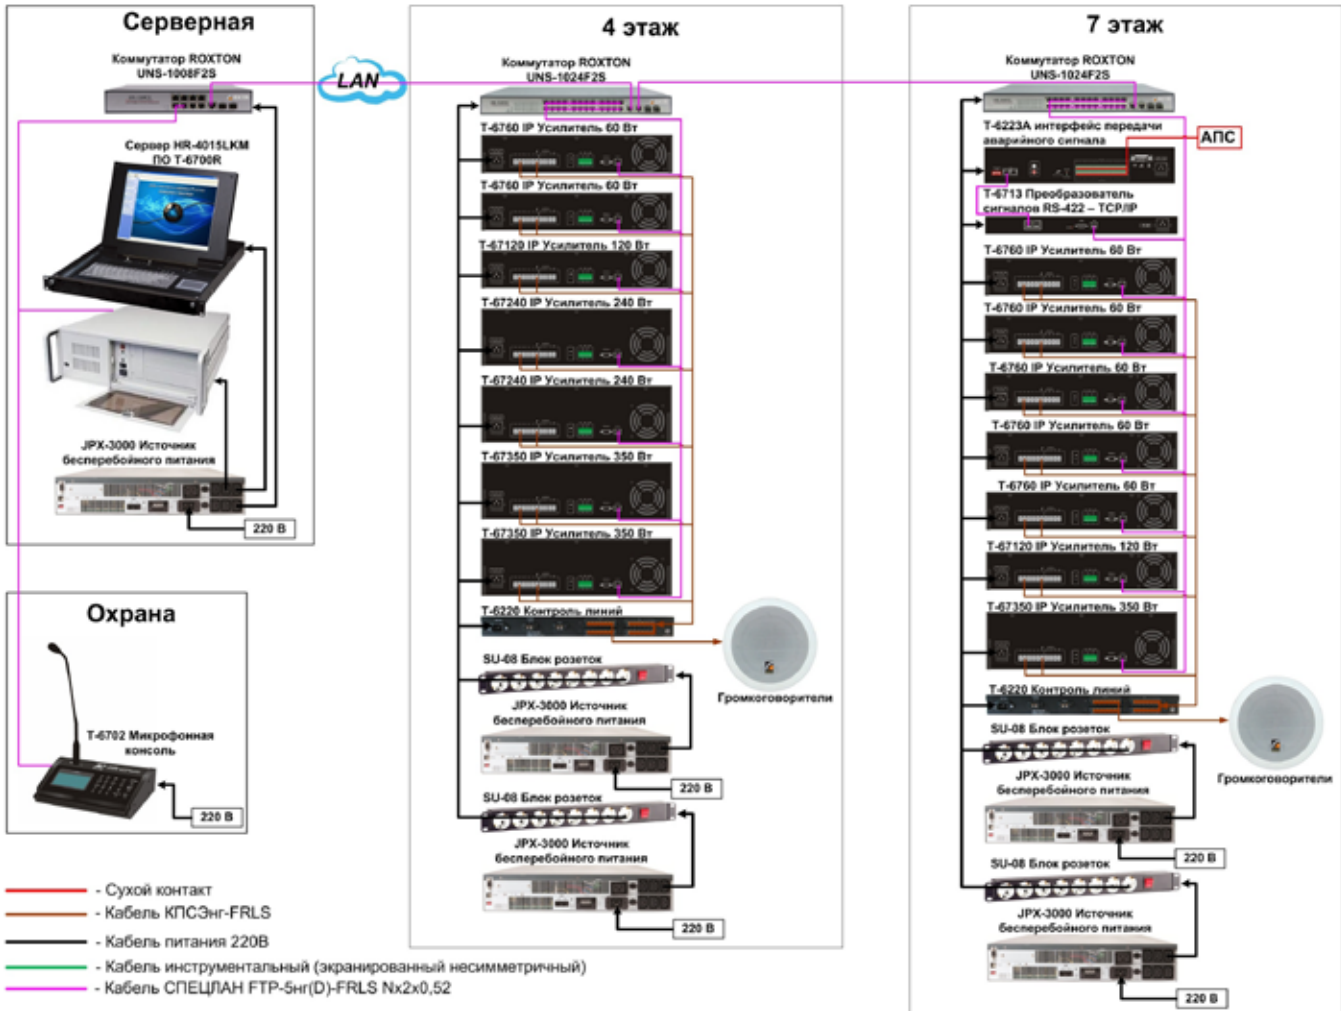 Серверная
Коммутатор ROXTON
UNS-1008F2S
Сервер HR-4015LKM
ПО T-6700R
JPX-3000 Источник
бесперебойного питания
220 В
Охрана
T-6702 Микрофонная
консоль
220 В
LAN
4 этаж
Коммутатор ROXTON
UNS-1024F2S
T-6760 IP Усилитель 60 Вт
T-6760 IP Усилитель 60 Вт
T-67120 IP Усилитель 120 Вт
T-67240 IP Усилитель 240 Вт
T-67240 IP Усилитель 240 Вт
T-67350 IP Усилитель 350 Вт
T-67350 IP Усилитель 350 Вт
T-6220 Контроль линий
Громкоговорители
SU-08 Блок розеток
JPX-3000 Источник
бесперебойного питания
220 В
SU-08 Блок розеток
JPX-3000 Источник
бесперебойного питания
220 В
7 этаж
Коммутатор ROXTON
UNS-1024F2S
T-6223A интерфейс передачи
аварийного сигнала
АПС
T-6713 Преобразователь
сигналов RS-422 – TCP/IP
T-6760 IP Усилитель 60 Вт
T-6760 IP Усилитель 60 Вт
T-6760 IP Усилитель 60 Вт
T-6760 IP Усилитель 60 Вт
T-6760 IP Усилитель 60 Вт
T-67120 IP Усилитель 120 Вт
T-67350 IP Усилитель 350 Вт
T-6220 Контроль линий
Громкоговорители
SU-08 Блок розеток
JPX-3000 Источник
бесперебойного питания
220 В
SU-08 Блок розеток
JPX-3000 Источник
бесперебойного питания
220 В
- Сухой контакт
- Кабель КПСЭнг-FRLS
- Кабель питания 220В
- Кабель инструментальный (экранированный несимметричный)
- Кабель СПЕЦЛАН FTP-5нг(D)-FRLS Nx2x0,52